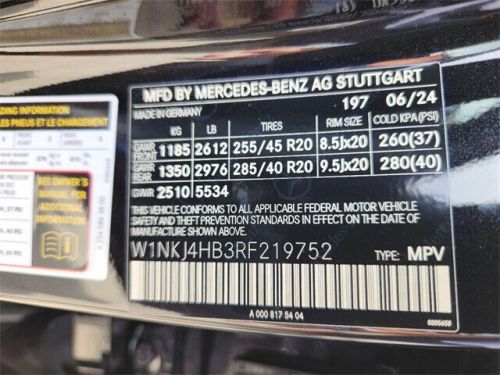 MFD BY MERCEDES-BENZ AG STUTTGART
MADE IN GERMANY
197 06/24
KG LB TIRES RIM SIZE COLD KPA(PSI)
GAWR FRONT 1185 2612 255/45 R20 8.5Jx20 260(37)
GAWR REAR 1350 2976 285/40 R20 9.5Jx20 280(40)
GVWR 2510 5534
THIS VEHICLE CONFORMS TO ALL APPLICABLE FEDERAL MOTOR VEHICLE
SAFETY AND THEFT PREVENTION STANDARDS IN EFFECT
ON THE DATE OF MANUFACTURE SHOWN ABOVE.
W1NKJ4HB3RF219752 TYPE: MPV
A 000 817 54 04
ADING INFORMATION
LES PNEUS ET LE CHARGEMENT
SEE OWNER'S
MANUAL FOR
ADDITIONAL
INFORMATION